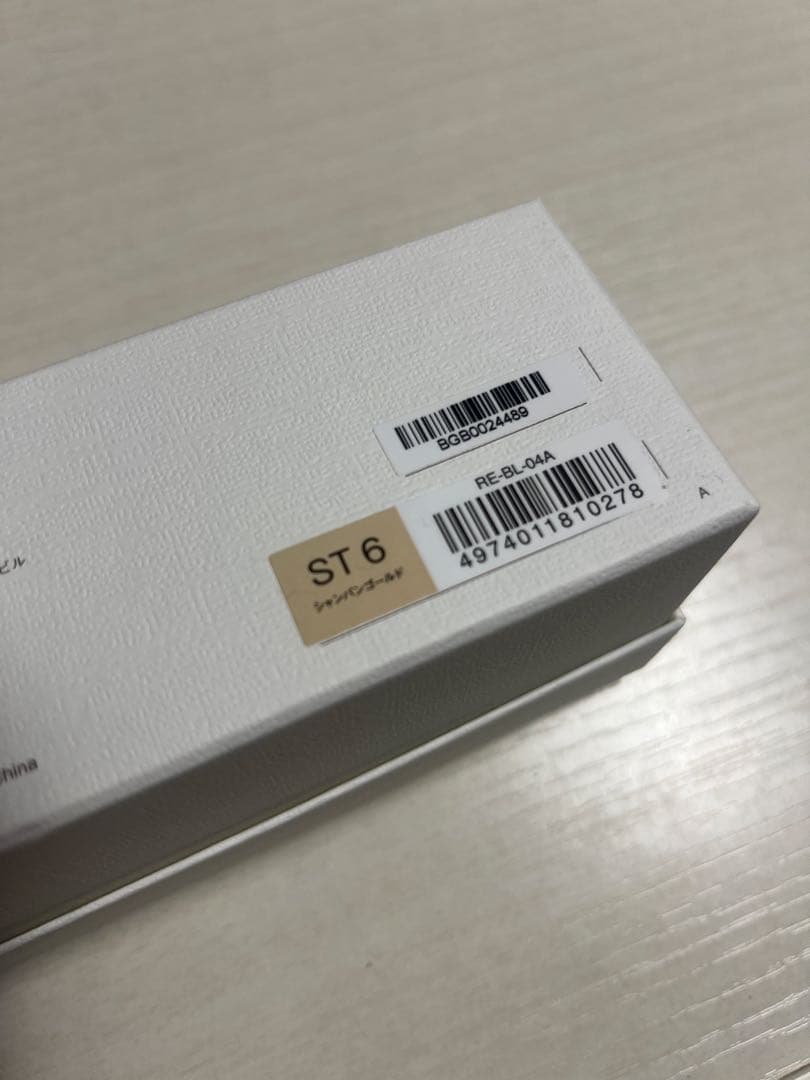 BGB0024489
RE-BL-04A
4974011810278
A
ST 6
シャンパンゴールド
ビル
China